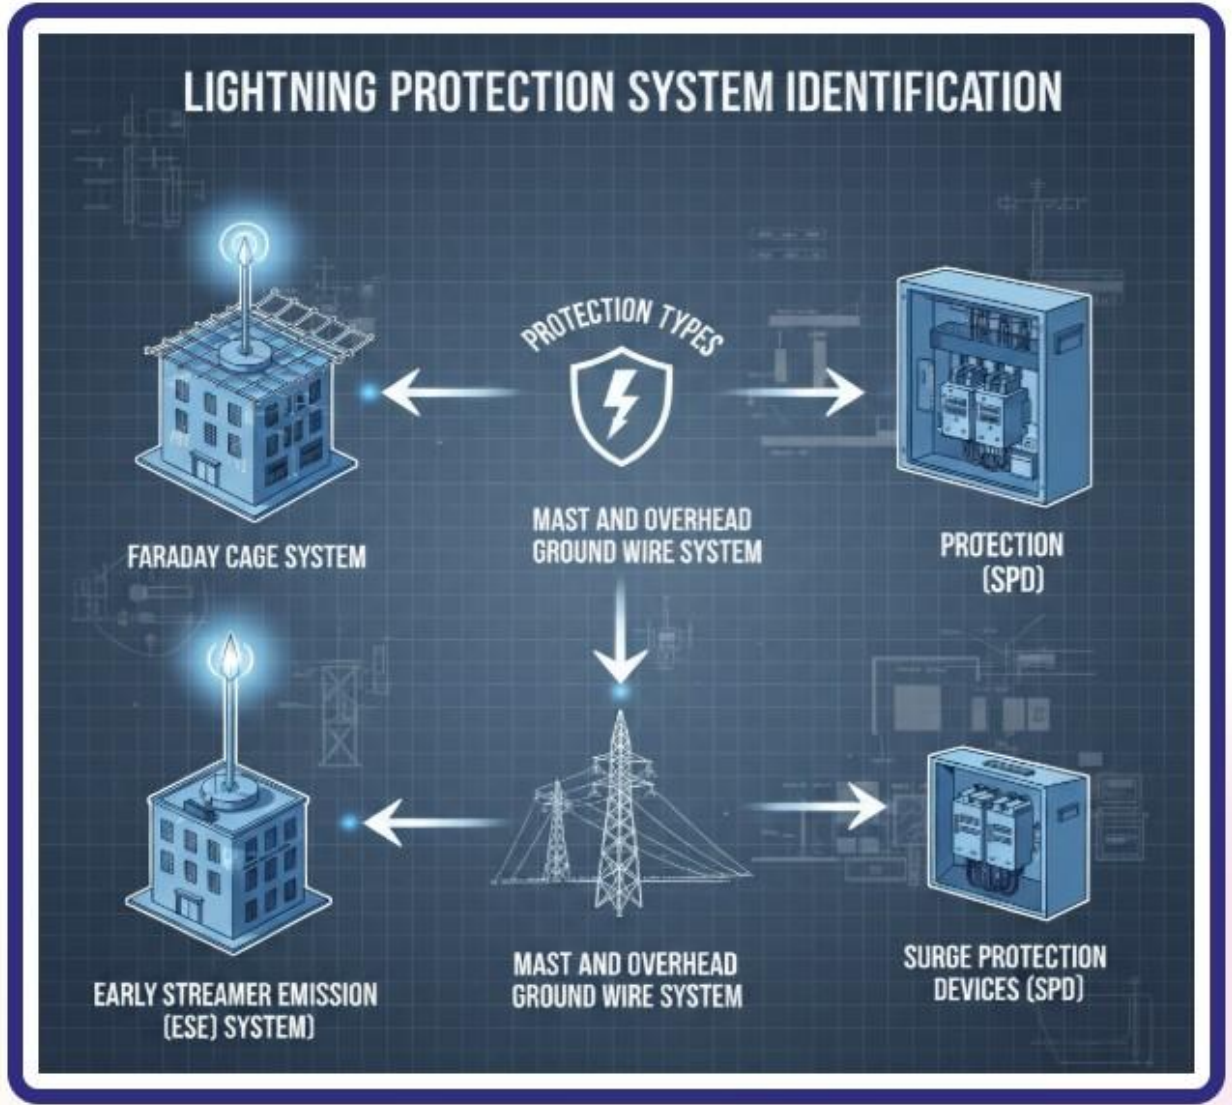 LIGHTNING PROTECTION SYSTEM IDENTIFICATION
PROTECTION TYPES
FARADAY CAGE SYSTEM
MAST AND OVERHEAD
GROUND WIRE SYSTEM
PROTECTION
(SPD)
EARLY STREAMER EMISSION
(ESE) SYSTEM)
MAST AND OVERHEAD
GROUND WIRE SYSTEM
SURGE PROTECTION
DEVICES (SPD)